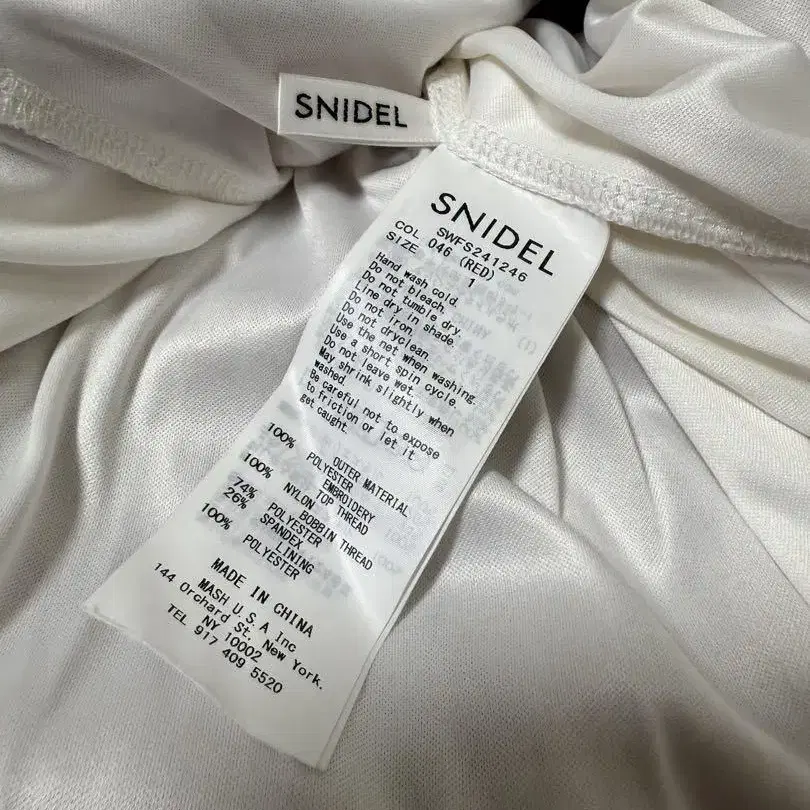 SNIDEL
SNIDEL
SWFS241246
COL 046 (RED)
SIZE 1
Hand wash cold.
Do not bleach.
Do not tumble dry.
Line dry in shade.
Do not iron.
Do not dryclean.
Use the net when washing.
Use a short spin cycle.
Do not leave wet.
May shrink slightly when
washed.
Be careful not to expose
to friction or let it
get caught.
OUTER MATERIAL
100% POLYESTER
EMBROIDERY
TOP THREAD
100% NYLON
BOBBIN THREAD
74% POLYESTER
26% SPANDEX
LINING
100% POLYESTER
MADE IN CHINA
MASH U.S.A Inc
144 Orchard St, New York.
NY 10002
TEL 917 409 5520